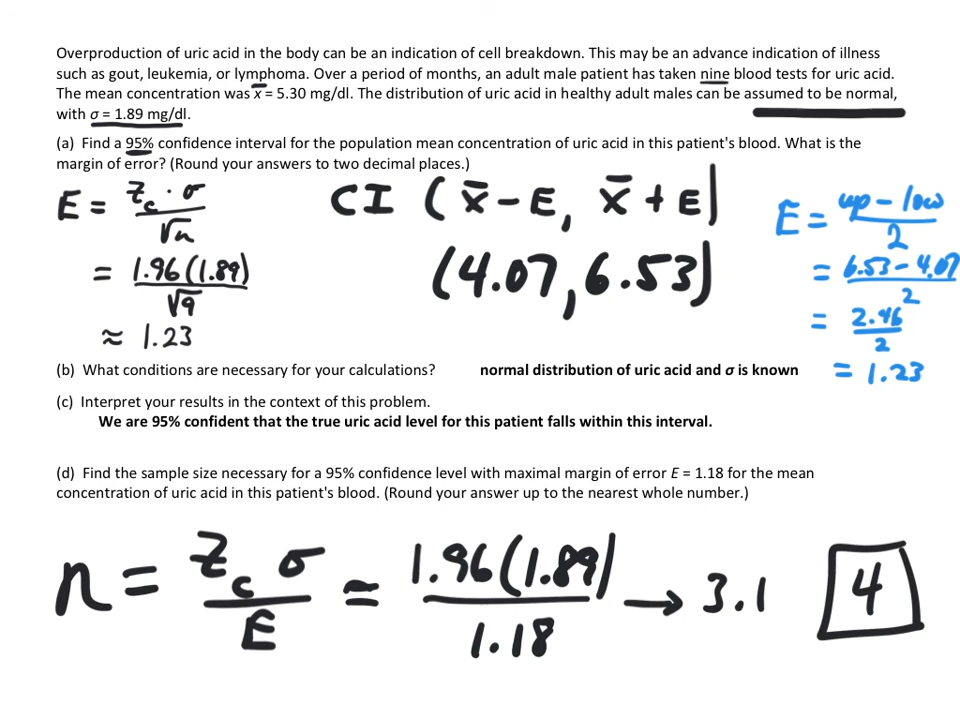 Overproduction of uric acid in the body can be an indication of cell breakdown. This may be an advance indication of illness
such as gout, leukemia, or lymphoma. Over a period of months, an adult male patient has taken nine blood tests for uric acid.
The mean concentration was x̄ = 5.30 mg/dl. The distribution of uric acid in healthy adult males can be assumed to be normal,
with σ = 1.89 mg/dl.
(a) Find a 95% confidence interval for the population mean concentration of uric acid in this patient's blood. What is the
margin of error? (Round your answers to two decimal places.)
E = z_c · σ / √n
= 1.96(1.89) / √9
≈ 1.23
CI (x̄ - E, x̄ + E)
(4.07, 6.53)
E = up - low / 2
= 6.53 - 4.07 / 2
= 2.46 / 2
= 1.23
(b) What conditions are necessary for your calculations? normal distribution of uric acid and σ is known
(c) Interpret your results in the context of this problem.
We are 95% confident that the true uric acid level for this patient falls within this interval.
(d) Find the sample size necessary for a 95% confidence level with maximal margin of error E = 1.18 for the mean
concentration of uric acid in this patient's blood. (Round your answer up to the nearest whole number.)
n = z_c σ / E = 1.96(1.89) / 1.18 → 3.1 4